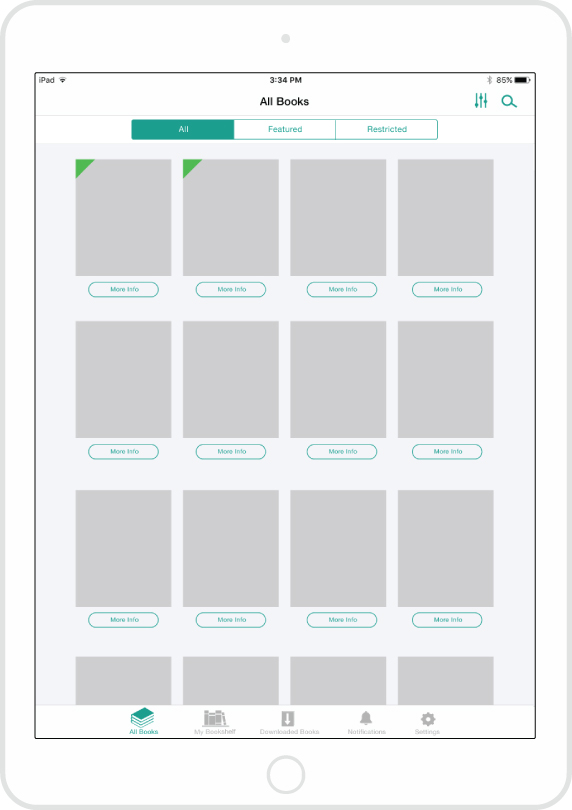 iPad 3:34 PM 85%
All Books
All Featured Restricted
More Info More Info More Info More Info
More Info More Info More Info More Info
More Info More Info More Info More Info
All Books My Bookshelf Downloaded Books Notifications Settings